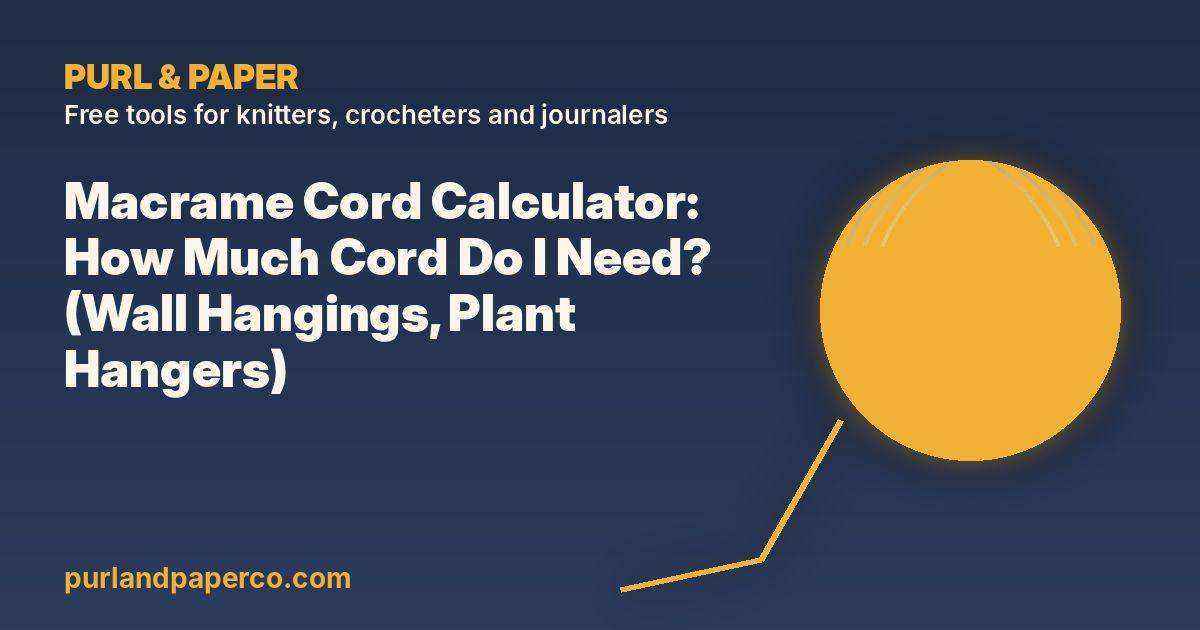 PURL & PAPER
Free tools for knitters, crocheters and journalers
Macrame Cord Calculator:
How Much Cord Do I Need?
(Wall Hangings, Plant
Hangers)
purlandpaperco.com